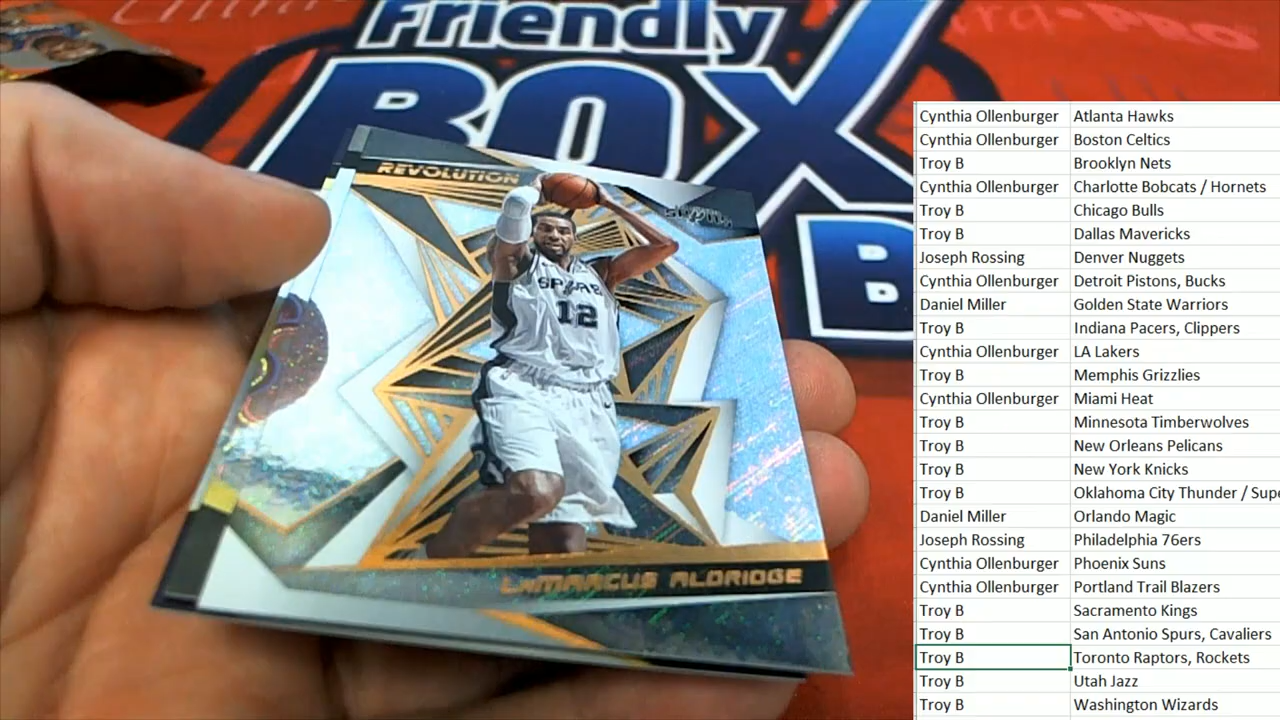 Friendly
BOX
B
REVOLUTION
SPURS
SPURS
12
LAMARCUS ALDRIDGE
PRO
Cynthia Ollenburger Atlanta Hawks
Cynthia Ollenburger Boston Celtics
Troy B Brooklyn Nets
Cynthia Ollenburger Charlotte Bobcats / Hornets
Troy B Chicago Bulls
Troy B Dallas Mavericks
Joseph Rossing Denver Nuggets
Cynthia Ollenburger Detroit Pistons, Bucks
Daniel Miller Golden State Warriors
Troy B Indiana Pacers, Clippers
Cynthia Ollenburger LA Lakers
Troy B Memphis Grizzlies
Cynthia Ollenburger Miami Heat
Troy B Minnesota Timberwolves
Troy B New Orleans Pelicans
Troy B New York Knicks
Troy B Oklahoma City Thunder / Supe
Daniel Miller Orlando Magic
Joseph Rossing Philadelphia 76ers
Cynthia Ollenburger Phoenix Suns
Cynthia Ollenburger Portland Trail Blazers
Troy B Sacramento Kings
Troy B San Antonio Spurs, Cavaliers
Troy B Toronto Raptors, Rockets
Troy B Utah Jazz
Troy B Washington Wizards